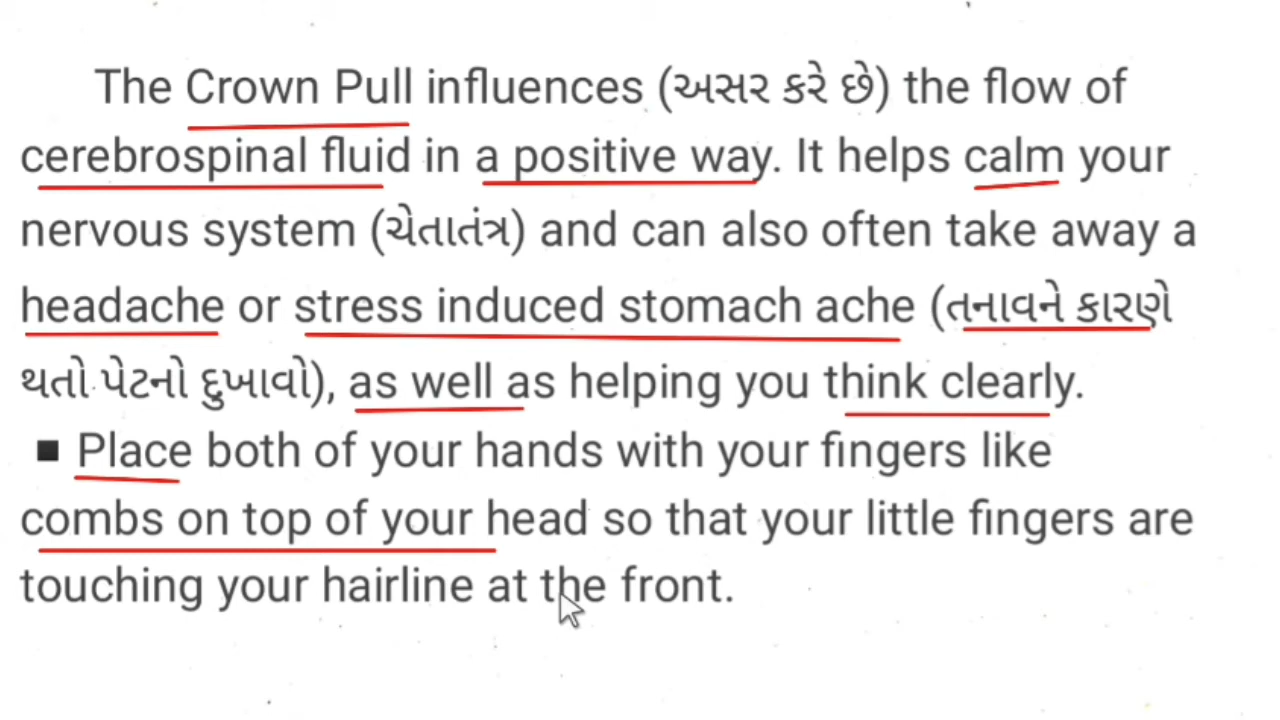 The Crown Pull influences (અસર કરે છે) the flow of
cerebrospinal fluid in a positive way. It helps calm your
nervous system (ચેતાતંત્ર) and can also often take away a
headache or stress induced stomach ache (તનાવને કારણે
થતો પેટનો દુખાવો), as well as helping you think clearly.
▪ Place both of your hands with your fingers like
combs on top of your head so that your little fingers are
touching your hairline at the front.